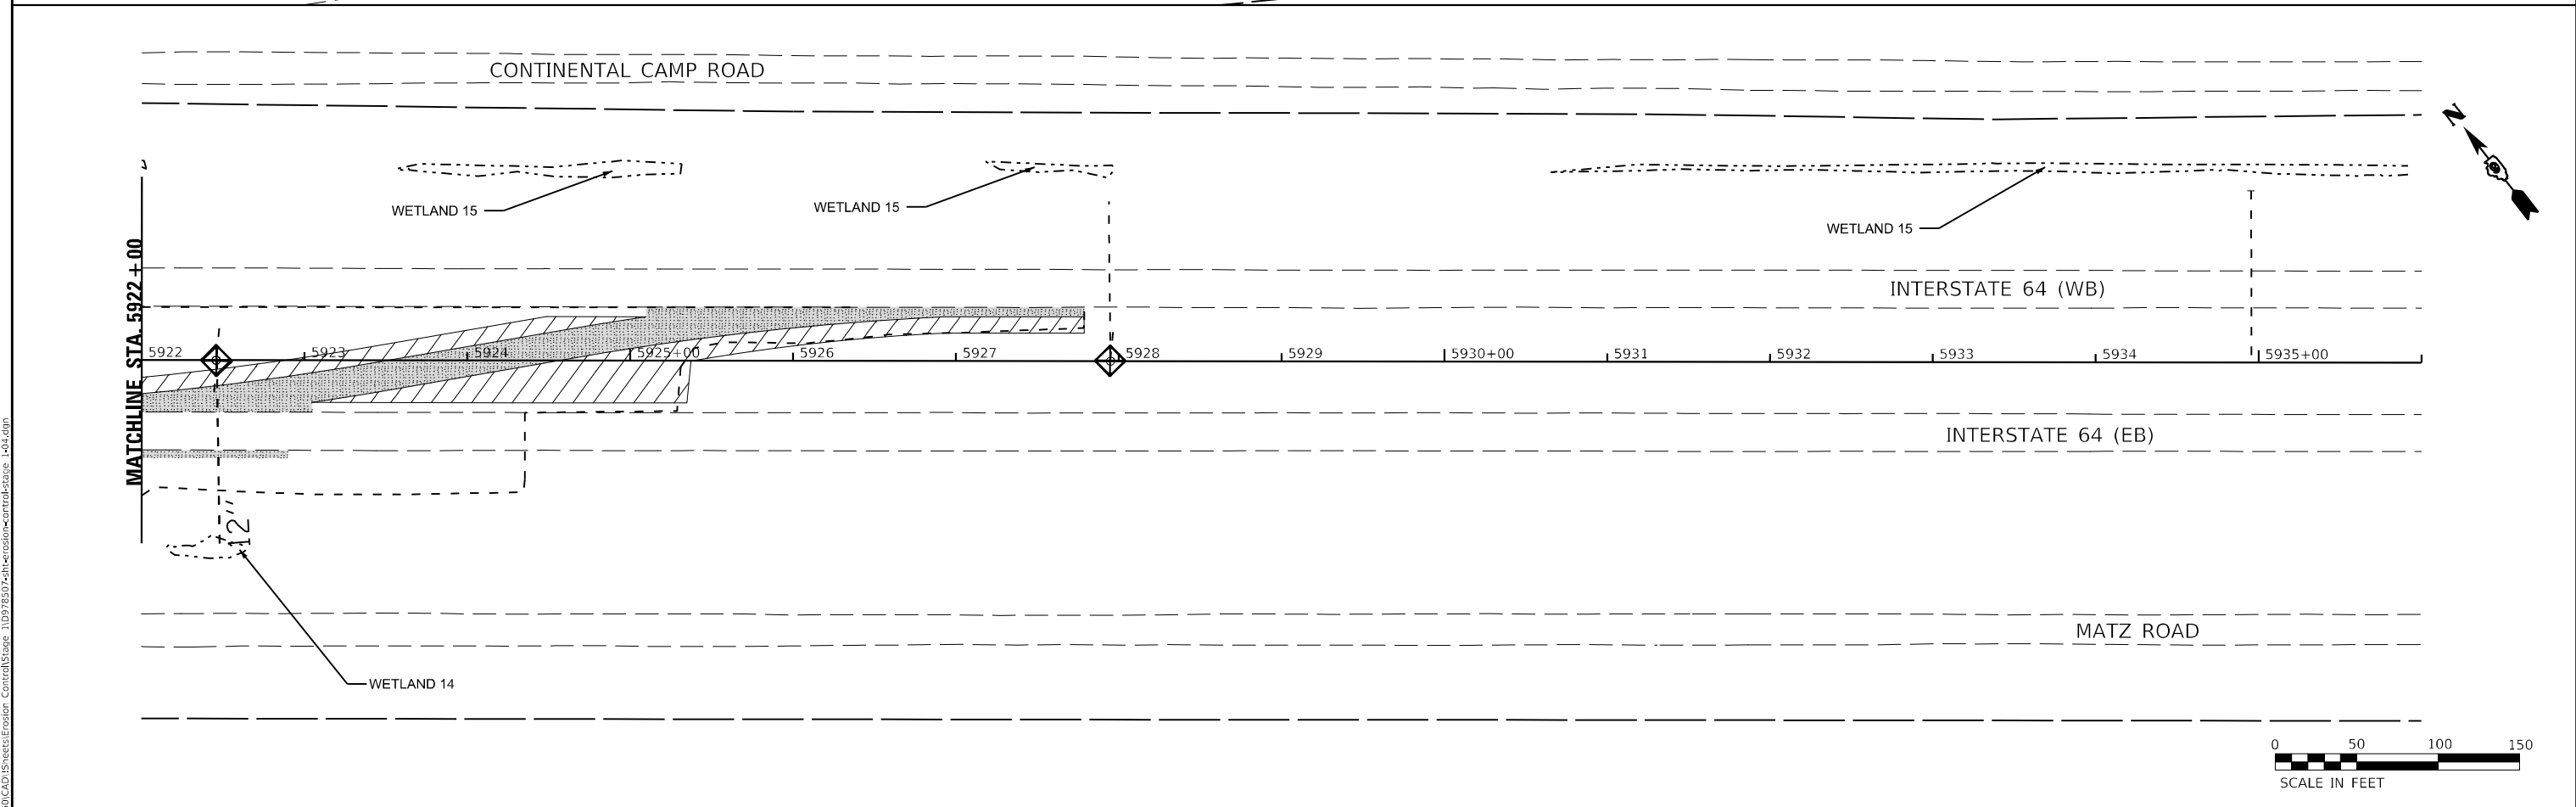 CONTINENTAL CAMP ROAD
N
WETLAND 15
WETLAND 15
WETLAND 15
MATCHLINE STA. 5922+00
INTERSTATE 64 (WB)
5922
5923
5924
5925+00
5926
5927
5928
5929
5930+00
5931
5932
5933
5934
5935+00
INTERSTATE 64 (EB)
12"
MATZ ROAD
WETLAND 14
0 50 100 150
SCALE IN FEET